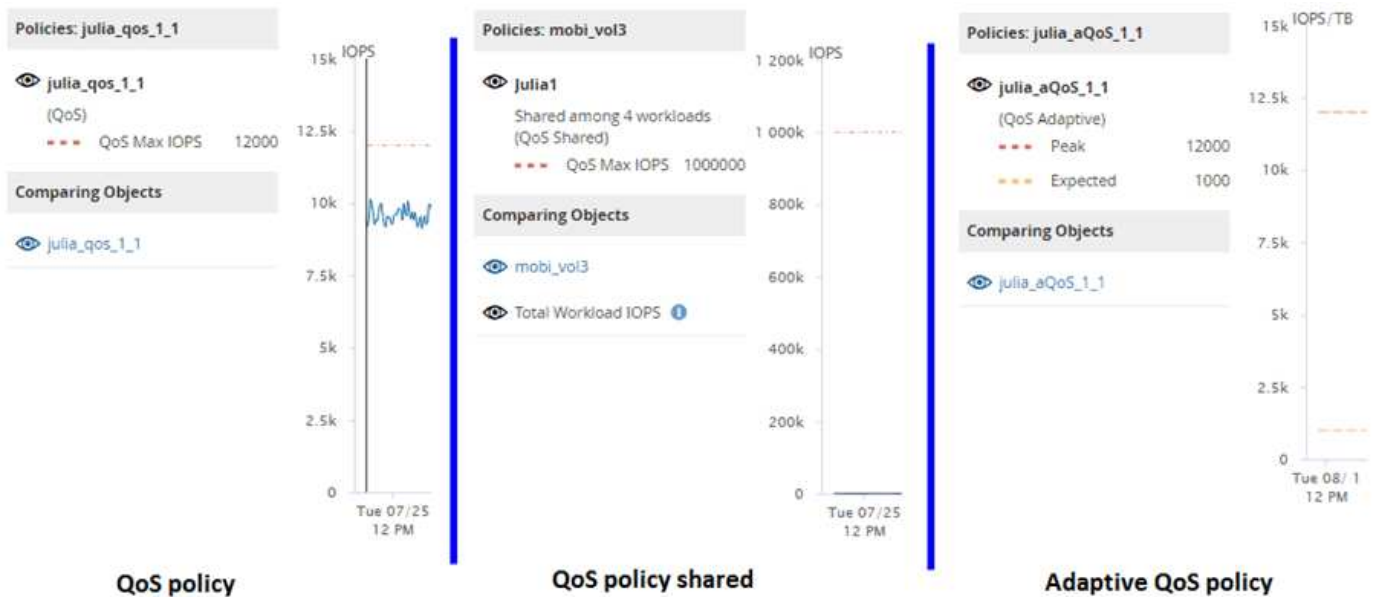 Policies: julia_qos_1_1
julia_qos_1_1
(QoS)
QoS Max IOPS 12000
Comparing Objects
julia_qos_1_1
IOPS
15k
12.5k
10k
7.5k
5k
2.5k
0
Tue 07/25
12 PM
QoS policy
Policies: mobi_vol3
Julia1
Shared among 4 workloads
(QoS Shared)
QoS Max IOPS 1000000
Comparing Objects
mobi_vol3
Total Workload IOPS i
IOPS
1 200k
1 000k
800k
600k
400k
200k
0
Tue 07/25
12 PM
QoS policy shared
Policies: julia_aQoS_1_1
julia_aQoS_1_1
(QoS Adaptive)
Peak 12000
Expected 1000
Comparing Objects
julia_aQoS_1_1
IOPS/TB
15k
12.5k
10k
7.5k
5k
2.5k
0
Tue 08/ 1
12 PM
Adaptive QoS policy